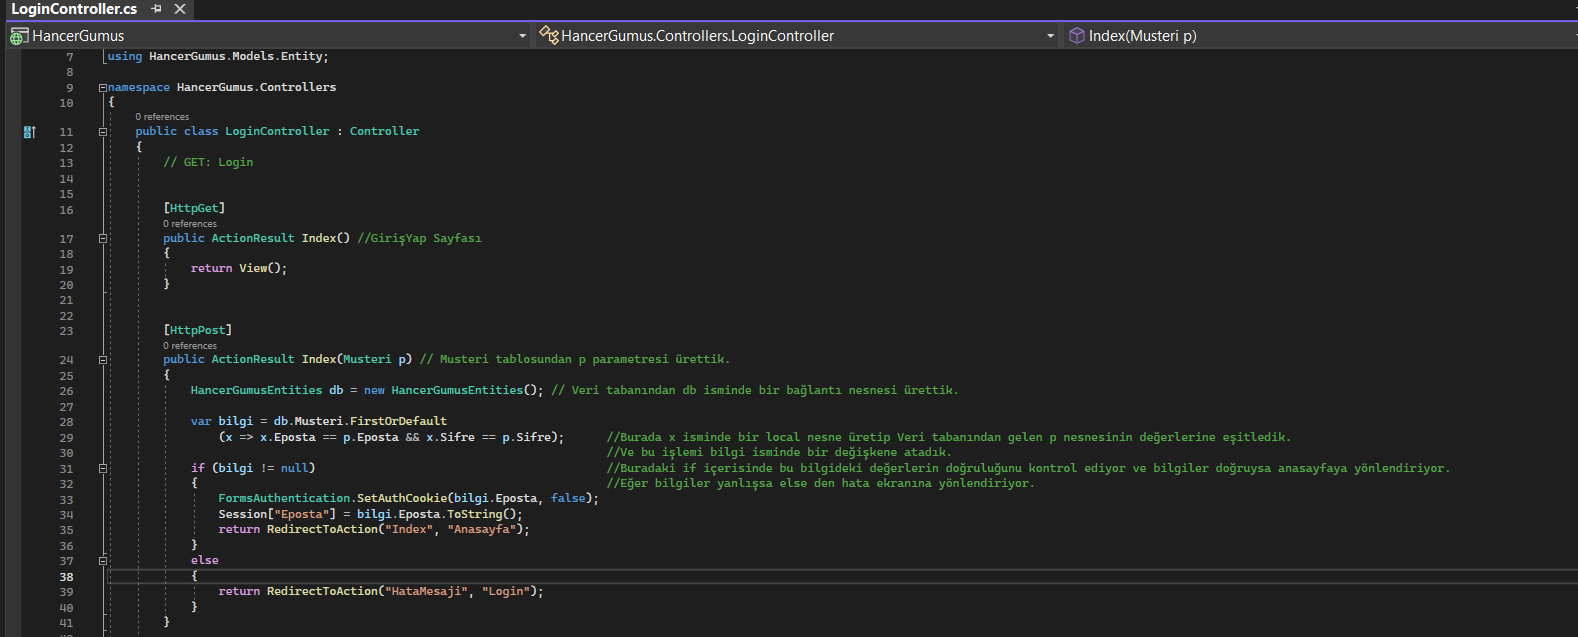 LoginController.cs
HancerGumus HancerGumus.Controllers.LoginController Index(Musteri p)
7 using HancerGumus.Models.Entity;
8
9 namespace HancerGumus.Controllers
10 {
0 references
11 public class LoginController : Controller
12 {
13 // GET: Login
14
15
16 [HttpGet]
0 references
17 public ActionResult Index() //GirişYap Sayfası
18 {
19 return View();
20 }
21
22
23 [HttpPost]
0 references
24 public ActionResult Index(Musteri p) // Musteri tablosundan p parametresi ürettik.
25 {
26 HancerGumusEntities db = new HancerGumusEntities(); // Veri tabanından db isminde bir bağlantı nesnesi ürettik.
27
28 var bilgi = db.Musteri.FirstOrDefault
29 (x => x.Eposta == p.Eposta && x.Sifre == p.Sifre); //Burada x isminde bir local nesne üretip Veri tabanından gelen p nesnesinin değerlerine eşitledik.
30 //Ve bu işlemi bilgi isminde bir değişkene atadık.
31 if (bilgi != null) //Buradaki if içerisinde bu bilgideki değerlerin doğruluğunu kontrol ediyor ve bilgiler doğruysa anasayfaya yönlendiriyor.
32 { //Eğer bilgiler yanlışsa else den hata ekranına yönlendiriyor.
33 FormsAuthentication.SetAuthCookie(bilgi.Eposta, false);
34 Session["Eposta"] = bilgi.Eposta.ToString();
35 return RedirectToAction("Index", "Anasayfa");
36 }
37 else
38 {
39 return RedirectToAction("HataMesaji", "Login");
40 }
41 }